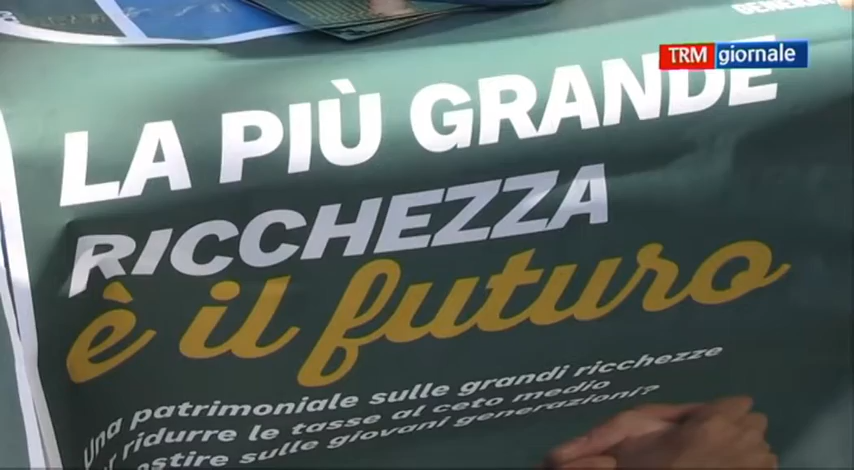 TRM giornale
LA PIÙ GRANDE
RICCHEZZA
è il futuro
Una patrimoniale sulle grandi ricchezze
ridurre le tasse al ceto medio
sulle giovani generazioni?